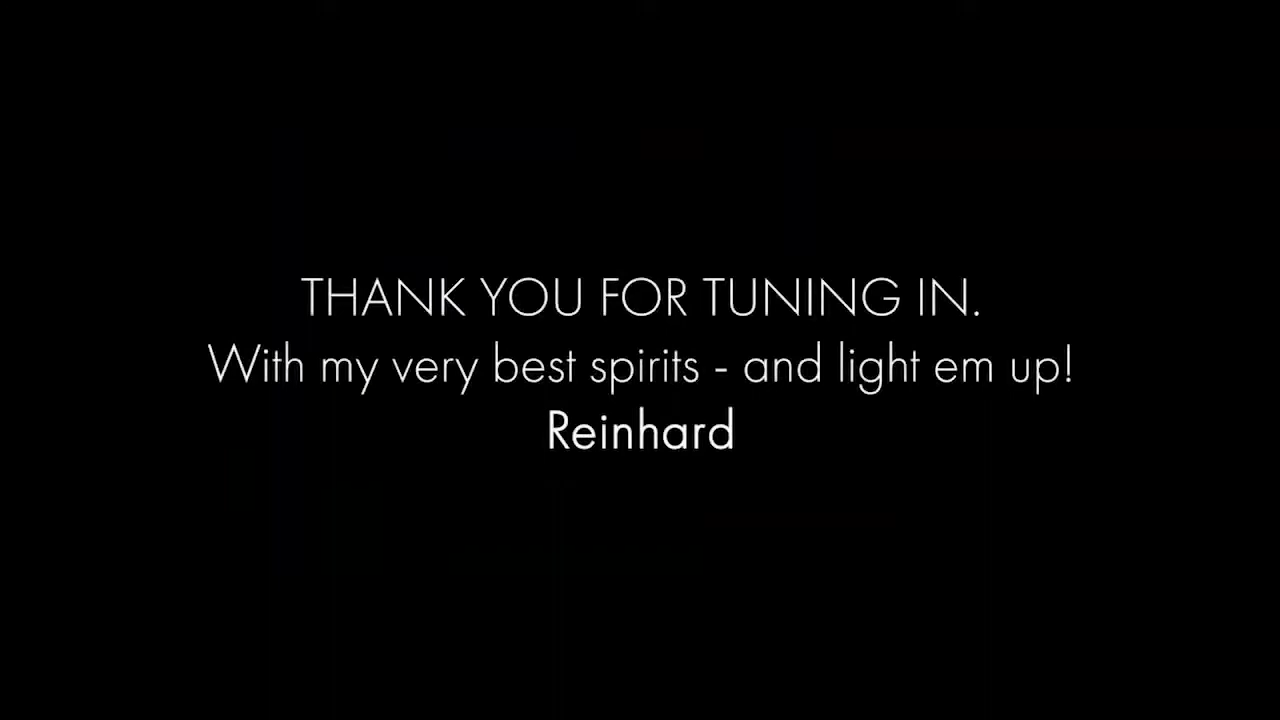 THANK YOU FOR TUNING IN.
With my very best spirits - and light em up!
Reinhard